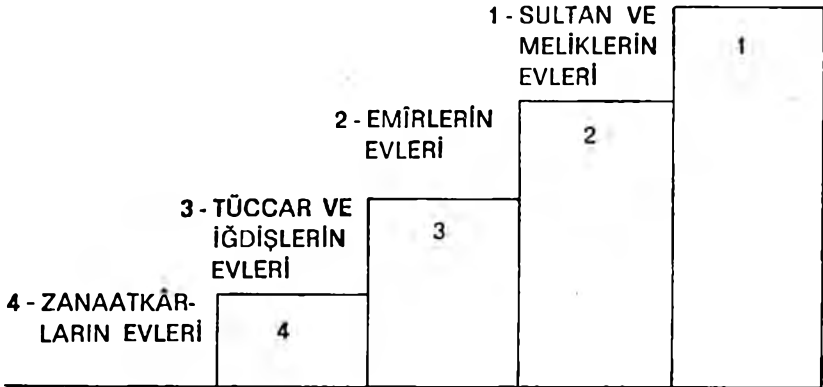 1 - SULTAN VE
MELİKLERİN
EVLERİ
1
2 - EMÎRLERİN
EVLERİ
2
3 - TÜCCAR VE
İĞDİŞLERİN
EVLERİ
3
4 - ZANAATKÂR-
LARIN EVLERİ
4